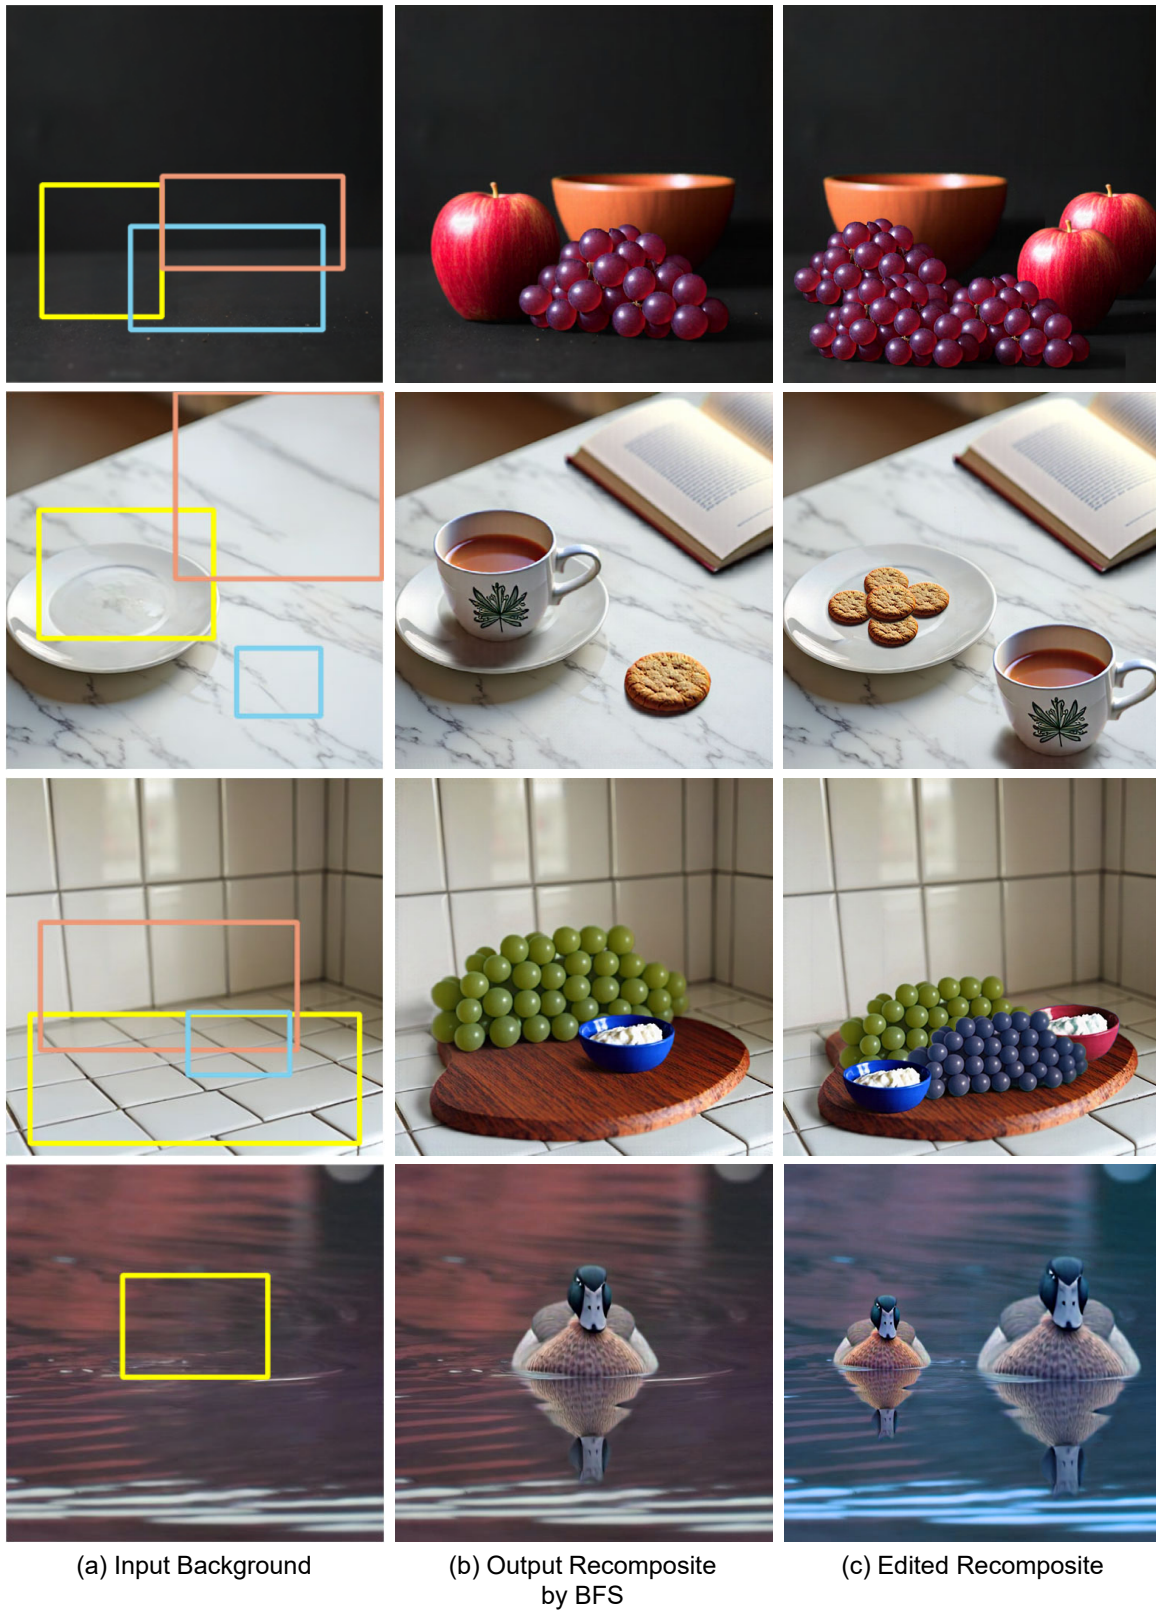 (a) Input Background
(b) Output Recomposite
by BFS
(c) Edited Recomposite